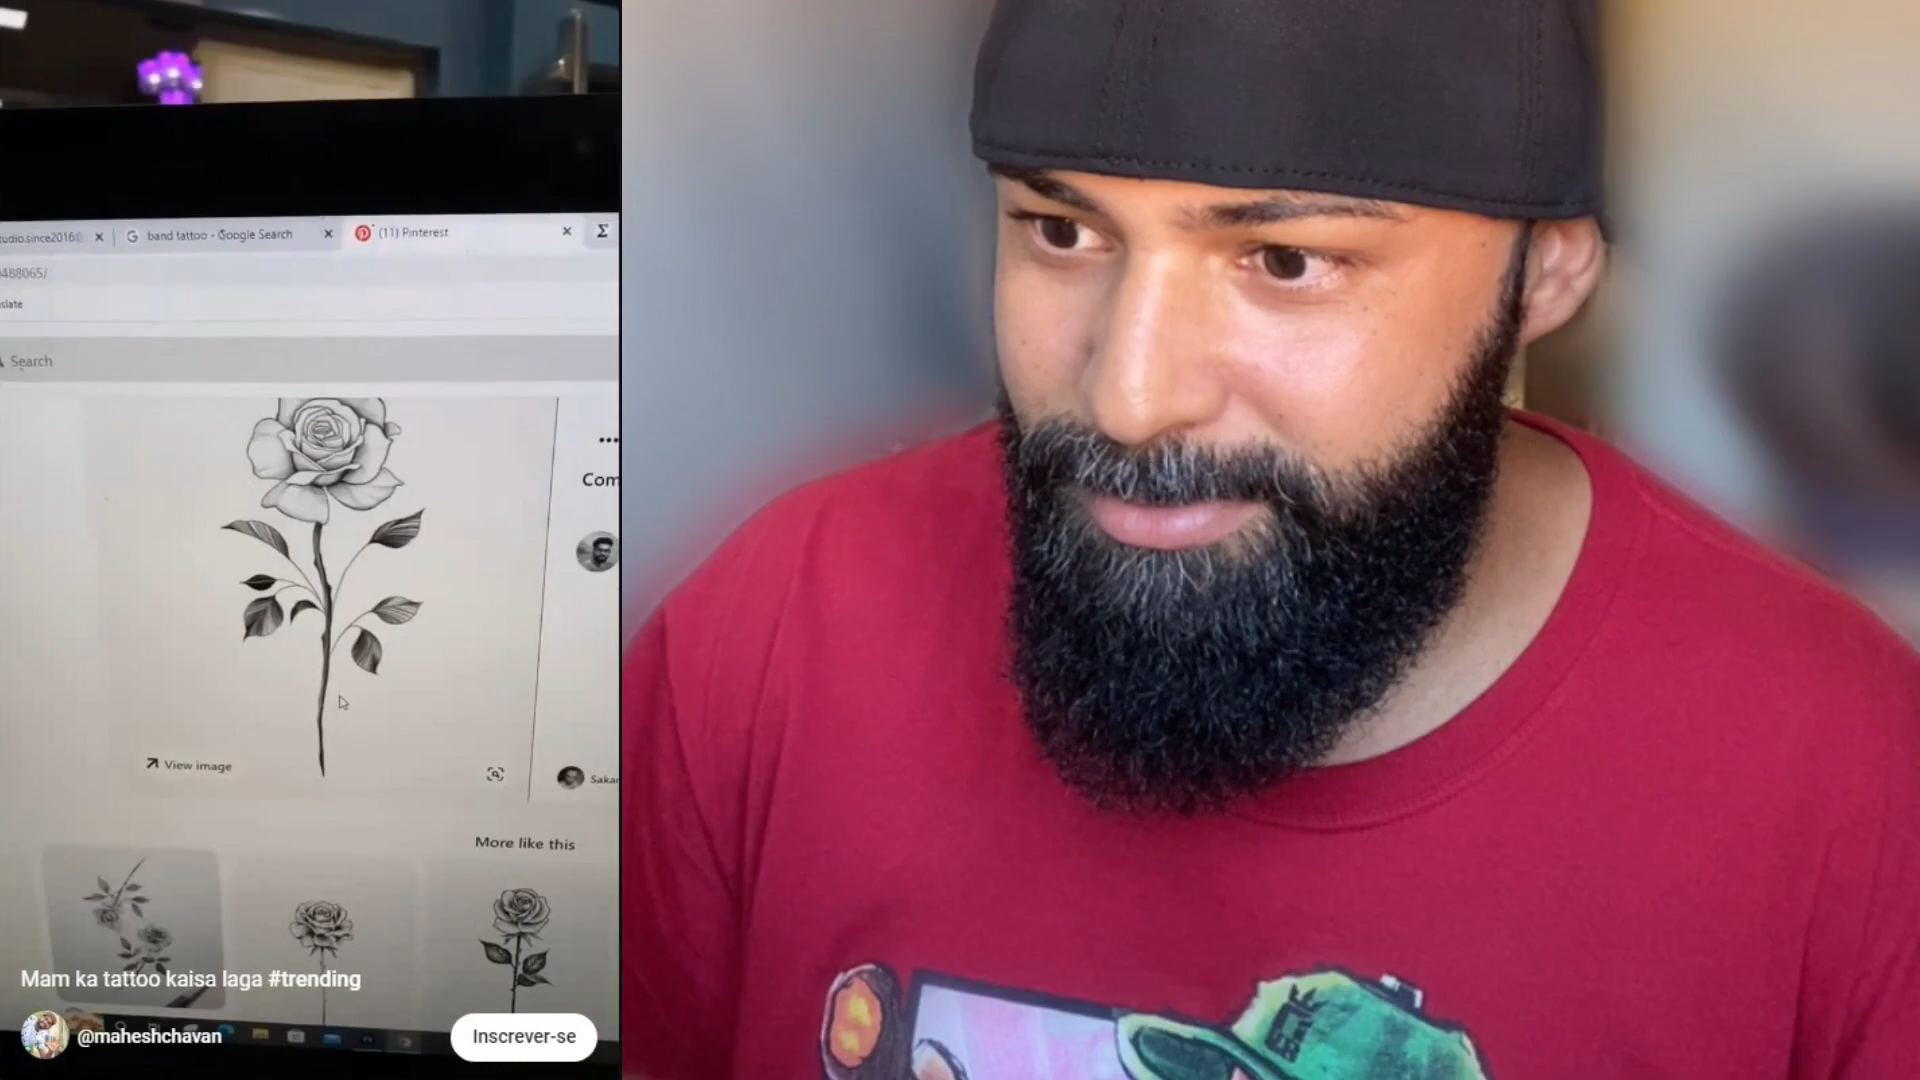 udio.since2016@
band tattoo - Google Search
(11) Pinterest
Σ
488065/
slate
Search
Com
View image
Sakar
More like this
Mam ka tattoo kaisa laga #trending
@maheshchavan
Inscrever-se